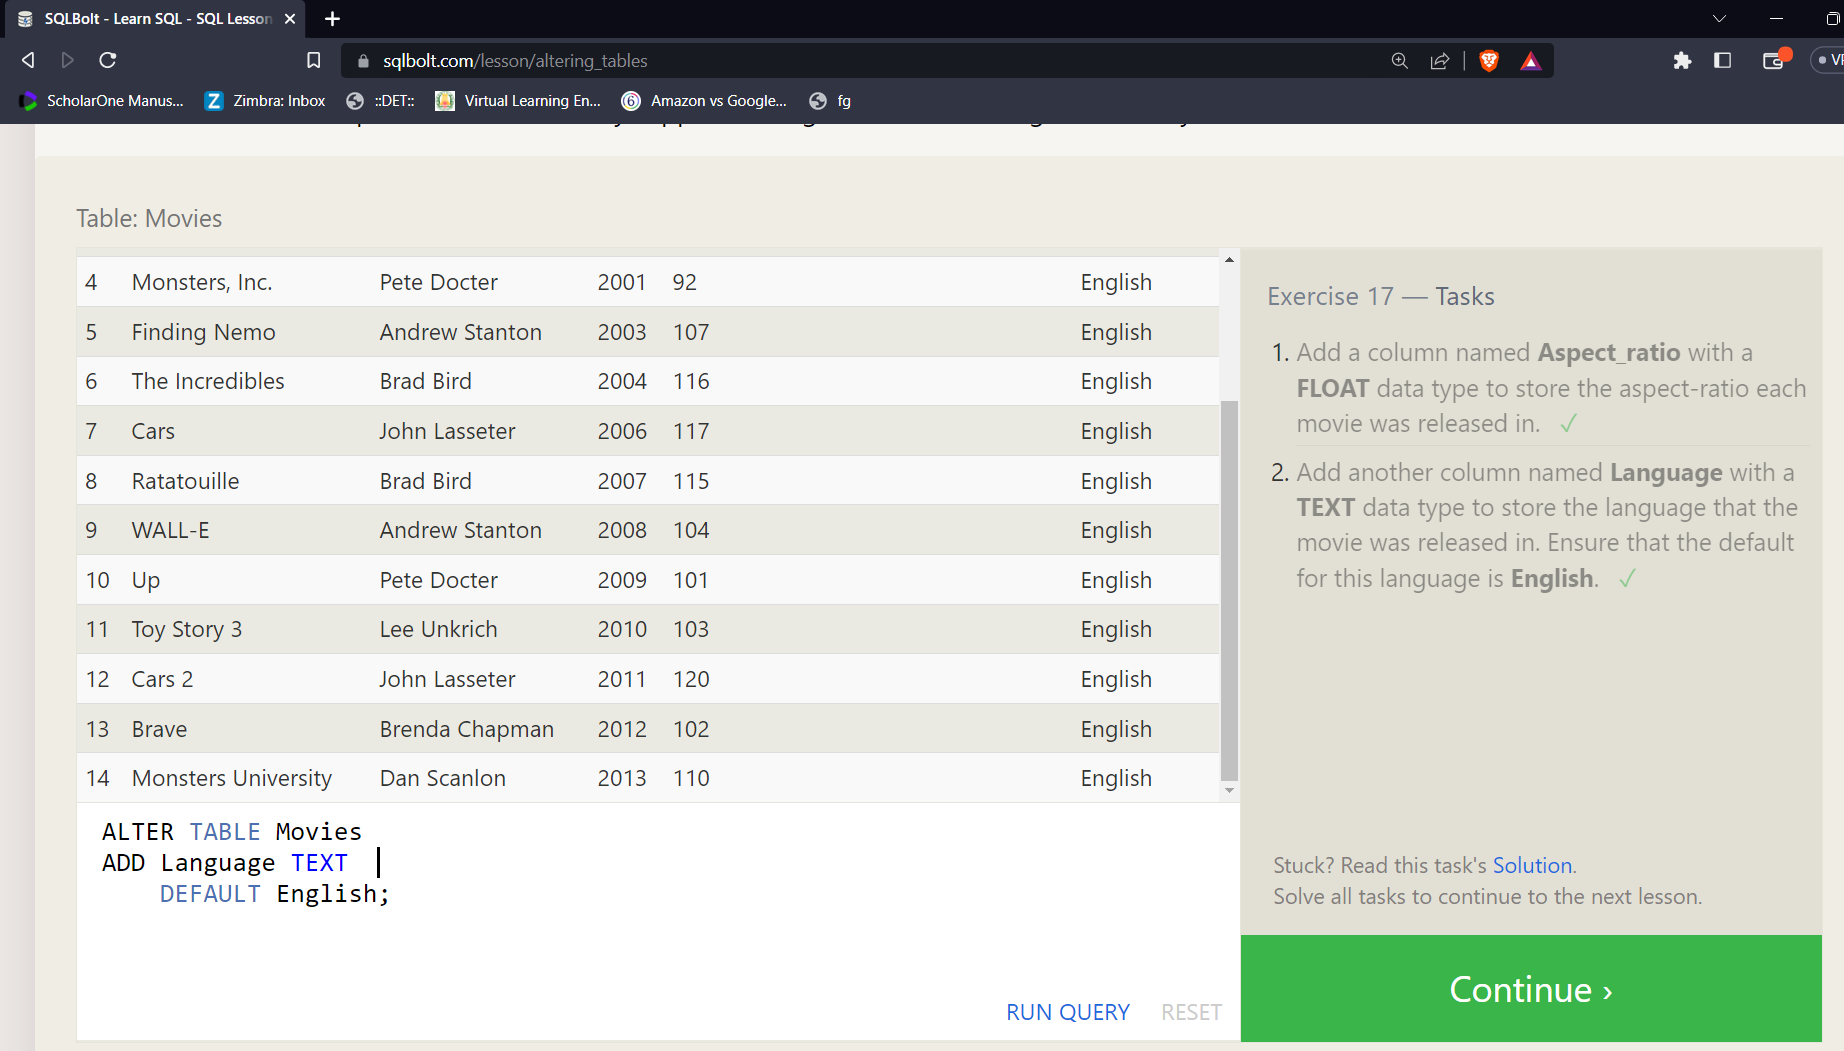 SQLBolt - Learn SQL - SQL Lesson
sqlbolt.com/lesson/altering_tables
ScholarOne Manus...
Zimbra: Inbox
::DET::
Virtual Learning En...
Amazon vs Google...
fg
Table: Movies
4 Monsters, Inc. Pete Docter 2001 92 English
5 Finding Nemo Andrew Stanton 2003 107 English
6 The Incredibles Brad Bird 2004 116 English
7 Cars John Lasseter 2006 117 English
8 Ratatouille Brad Bird 2007 115 English
9 WALL-E Andrew Stanton 2008 104 English
10 Up Pete Docter 2009 101 English
11 Toy Story 3 Lee Unkrich 2010 103 English
12 Cars 2 John Lasseter 2011 120 English
13 Brave Brenda Chapman 2012 102 English
14 Monsters University Dan Scanlon 2013 110 English
ALTER TABLE Movies
ADD Language TEXT
DEFAULT English;
RUN QUERY RESET
Exercise 17 — Tasks
1. Add a column named Aspect_ratio with a
FLOAT data type to store the aspect-ratio each
movie was released in. ✓
2. Add another column named Language with a
TEXT data type to store the language that the
movie was released in. Ensure that the default
for this language is English. ✓
Stuck? Read this task's Solution.
Solve all tasks to continue to the next lesson.
Continue ›